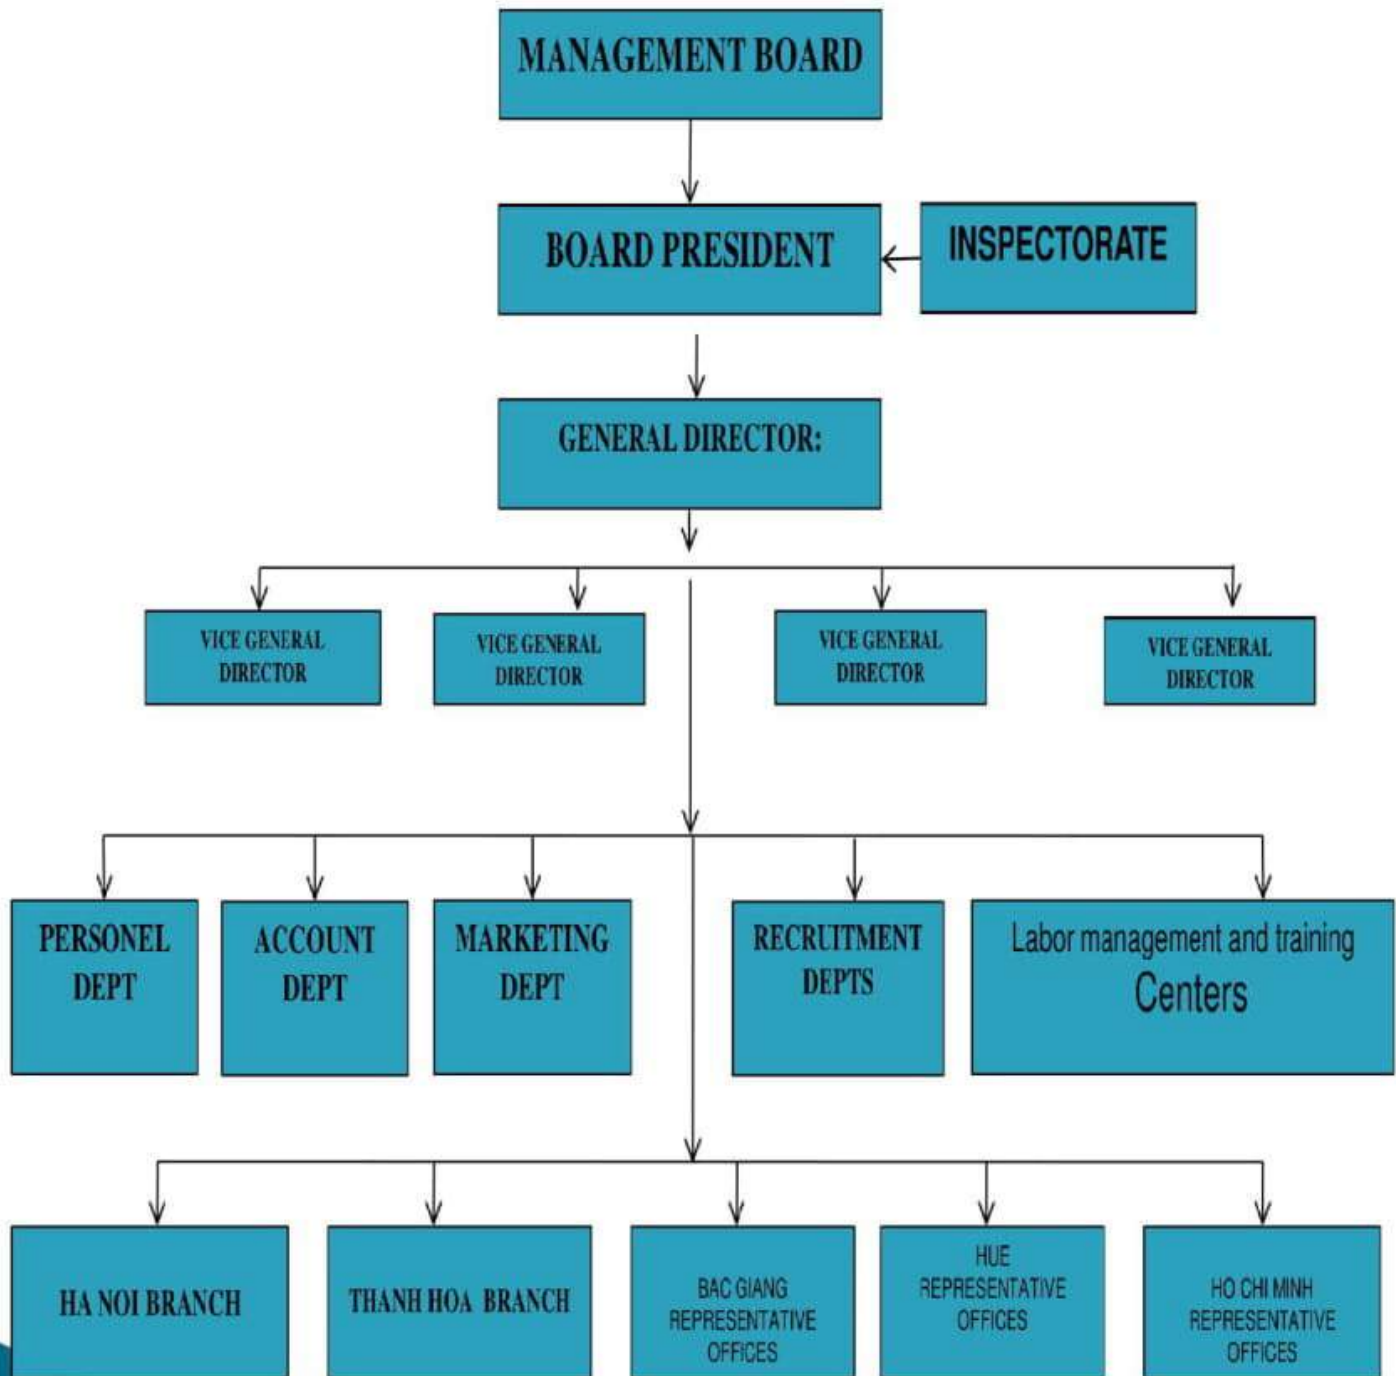 MANAGEMENT BOARD
BOARD PRESIDENT
INSPECTORATE
GENERAL DIRECTOR:
VICE GENERAL
DIRECTOR
VICE GENERAL
DIRECTOR
VICE GENERAL
DIRECTOR
VICE GENERAL
DIRECTOR
PERSONEL
DEPT
ACCOUNT
DEPT
MARKETING
DEPT
RECRUITMENT
DEPTS
Labor management and training
Centers
HA NOI BRANCH
THANH HOA BRANCH
BAC GIANG
REPRESENTATIVE
OFFICES
HUE
REPRESENTATIVE
OFFICES
HO CHI MINH
REPRESENTATIVE
OFFICES